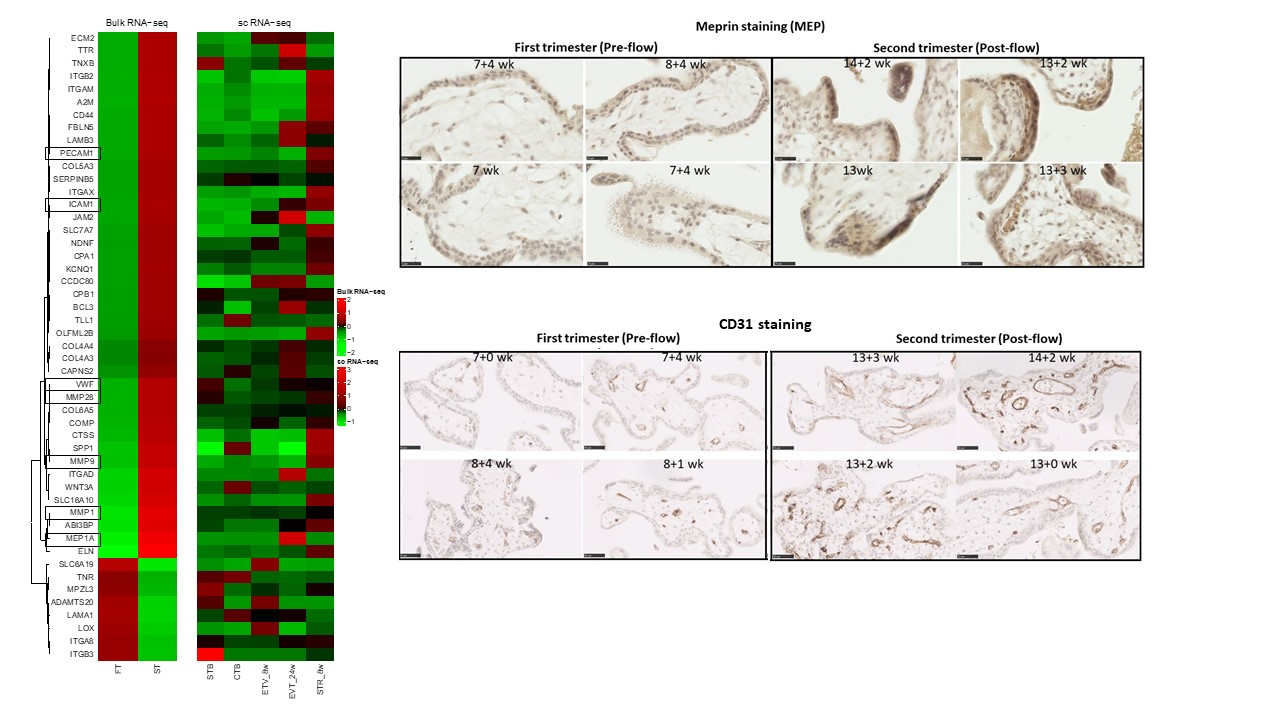 Bulk RNA-seq
sc RNA-seq
ECM2
TTR
TNXB
ITGB2
ITGAM
A2M
CD44
FBLN5
LAMB3
PECAM1
COL5A3
SERPINB5
ITGAX
ICAM1
JAM2
SLC7A7
NDNF
CPA1
KCNQ1
CCDC80
CPB1
BCL3
TLL1
OLFML2B
COL4A4
COL4A3
CAPNS2
VWF
MMP28
COL6A5
COMP
CTSS
SPP1
MMP9
ITGAD
WNT3A
SLC16A10
MMP1
ABI3BP
MEP1A
ELN
SLC6A19
TNR
MPZL3
ADAMTS20
LAMA1
LOX
ITGA8
ITGB3
FT
ST
STB
CTB
ETV_8w
EVT_24w
STR_8w
Bulk RNA-seq
2
1
0
-1
-2
sc RNA-seq
3
2
1
0
-1
Meprin staining (MEP)
First trimester (Pre-flow)
Second trimester (Post-flow)
7+4 wk
8+4 wk
14+2 wk
13+2 wk
7 wk
7+4 wk
13wk
13+3 wk
CD31 staining
First trimester (Pre-flow)
Second trimester (Post-flow)
7+0 wk
7+4 wk
13+3 wk
14+2 wk
8+4 wk
8+1 wk
13+2 wk
13+0 wk